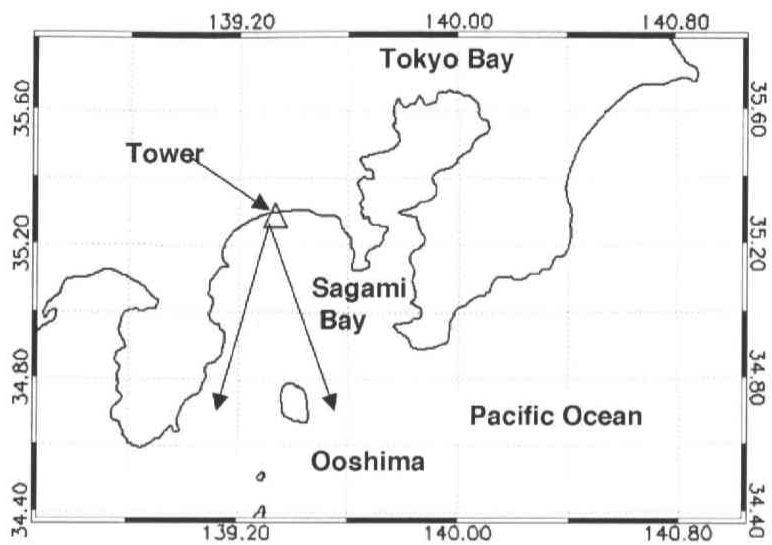 139.20 140.00 140.80
Tokyo Bay
35.60 35.60
Tower
35.20 35.20
Sagami
Bay
34.80 34.80
Pacific Ocean
Ooshima
34.40 34.40
139.20 140.00 140.80